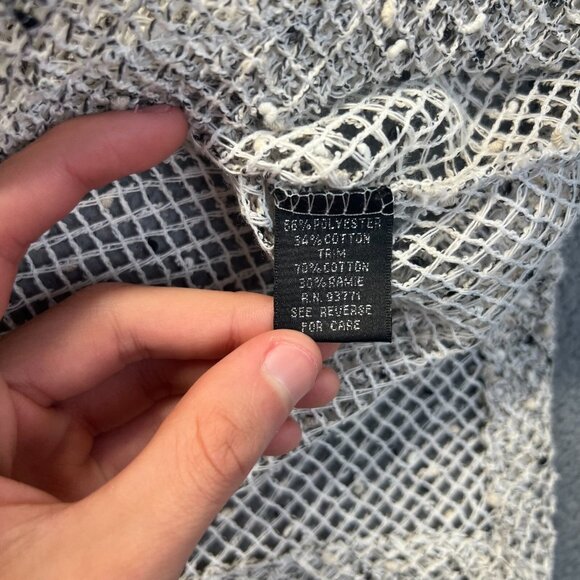 66% POLYESTER
34% COTTON
TRIM
70% COTTON
30% RAMIE
R.N. 93771
SEE REVERSE
FOR CARE